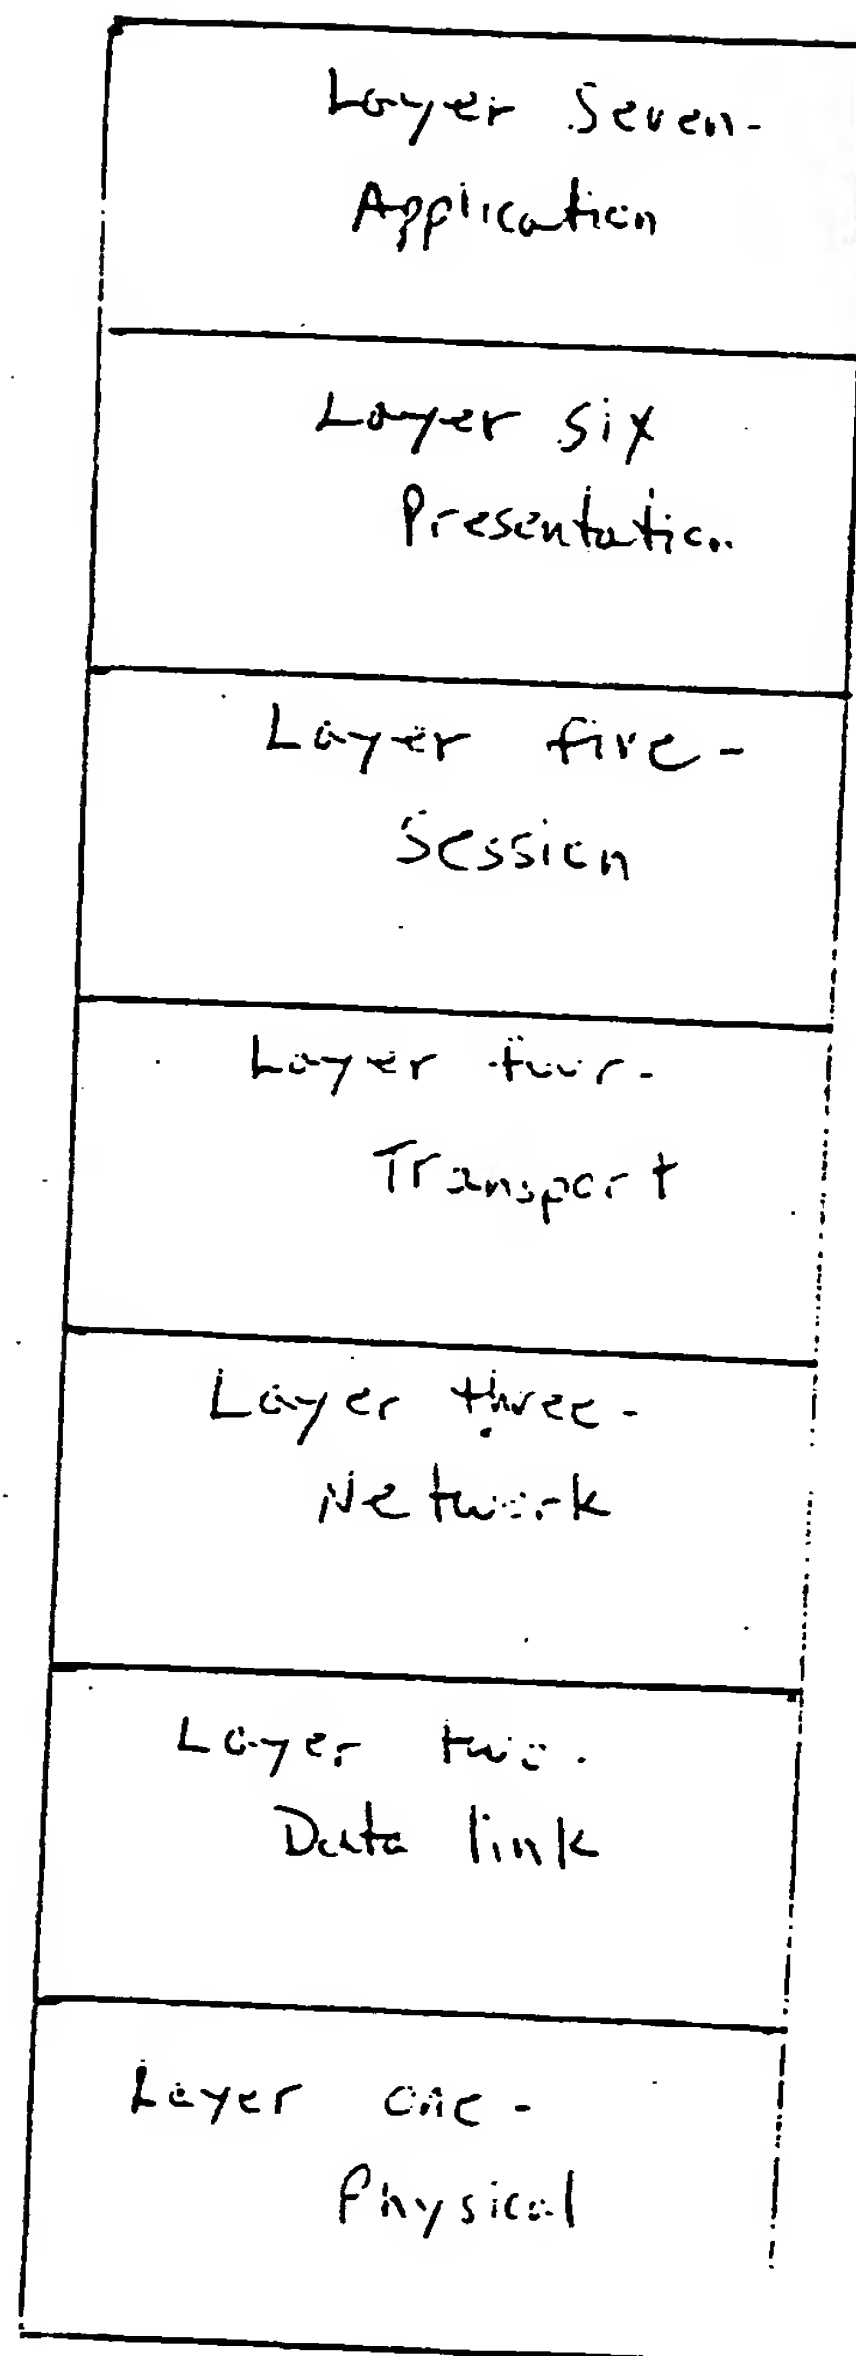 Layer Seven-
Application
Layer six
Presentation
Layer five-
Session
Layer four-
Transport
Layer three-
Network
Layer two-
Data link
Layer one-
Physical